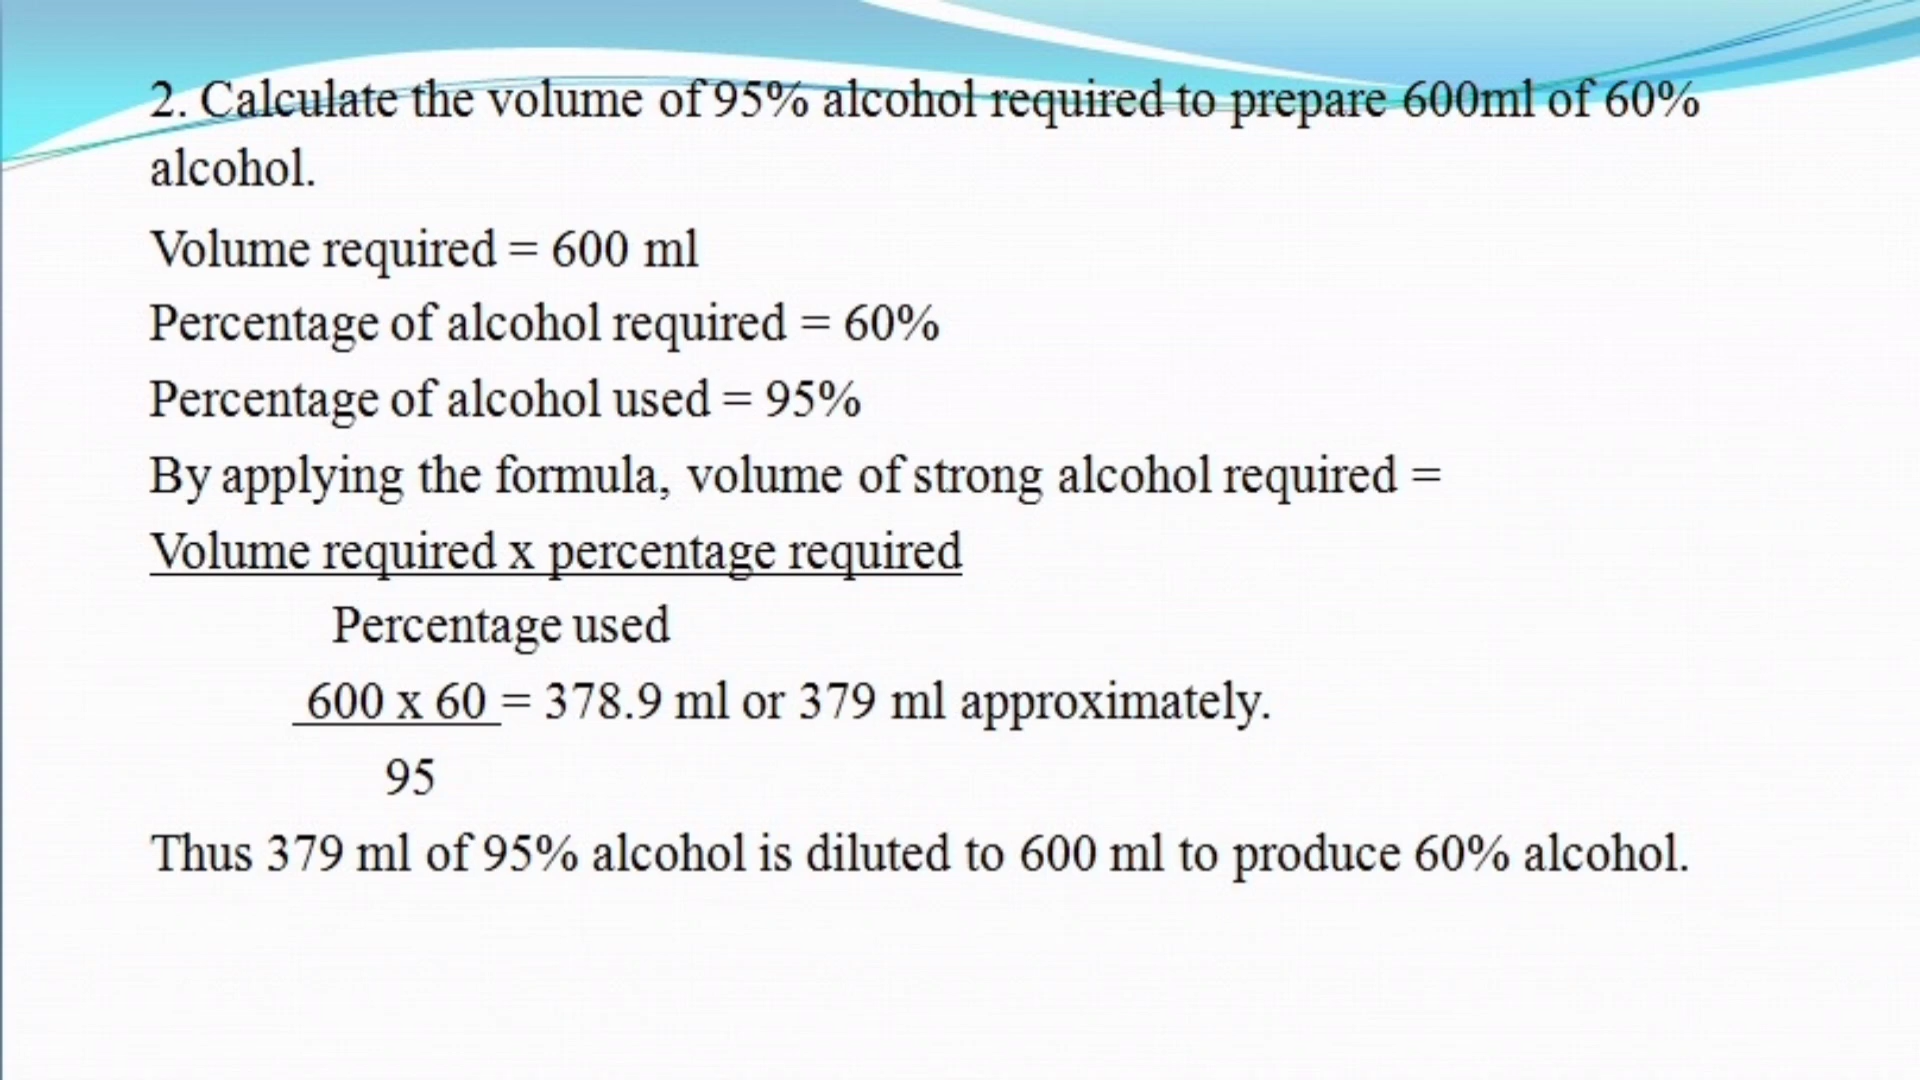 2. Calculate the volume of 95% alcohol required to prepare 600ml of 60%
alcohol.
Volume required = 600 ml
Percentage of alcohol required = 60%
Percentage of alcohol used = 95%
By applying the formula, volume of strong alcohol required =
Volume required x percentage required
Percentage used
600 x 60 = 378.9 ml or 379 ml approximately.
95
Thus 379 ml of 95% alcohol is diluted to 600 ml to produce 60% alcohol.